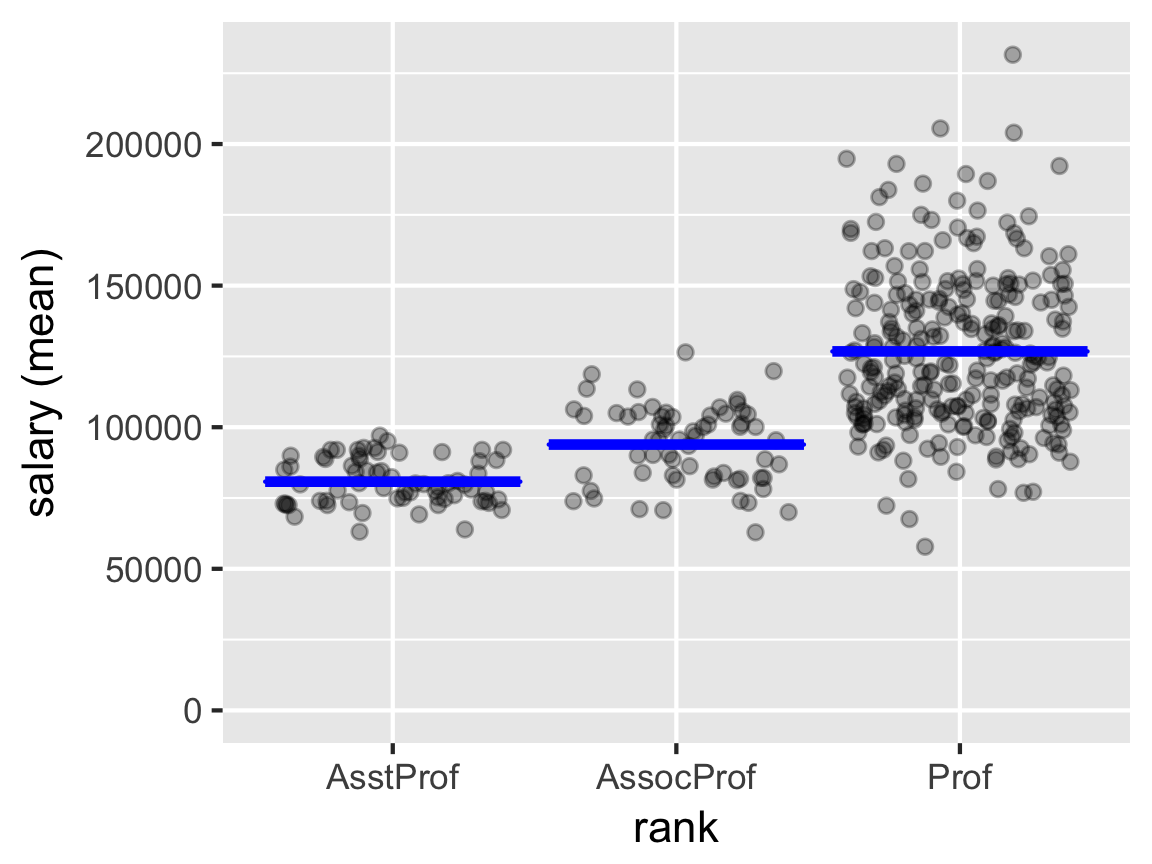 salary (mean)
200000
150000
100000
50000
0
AsstProf
AssocProf
Prof
rank